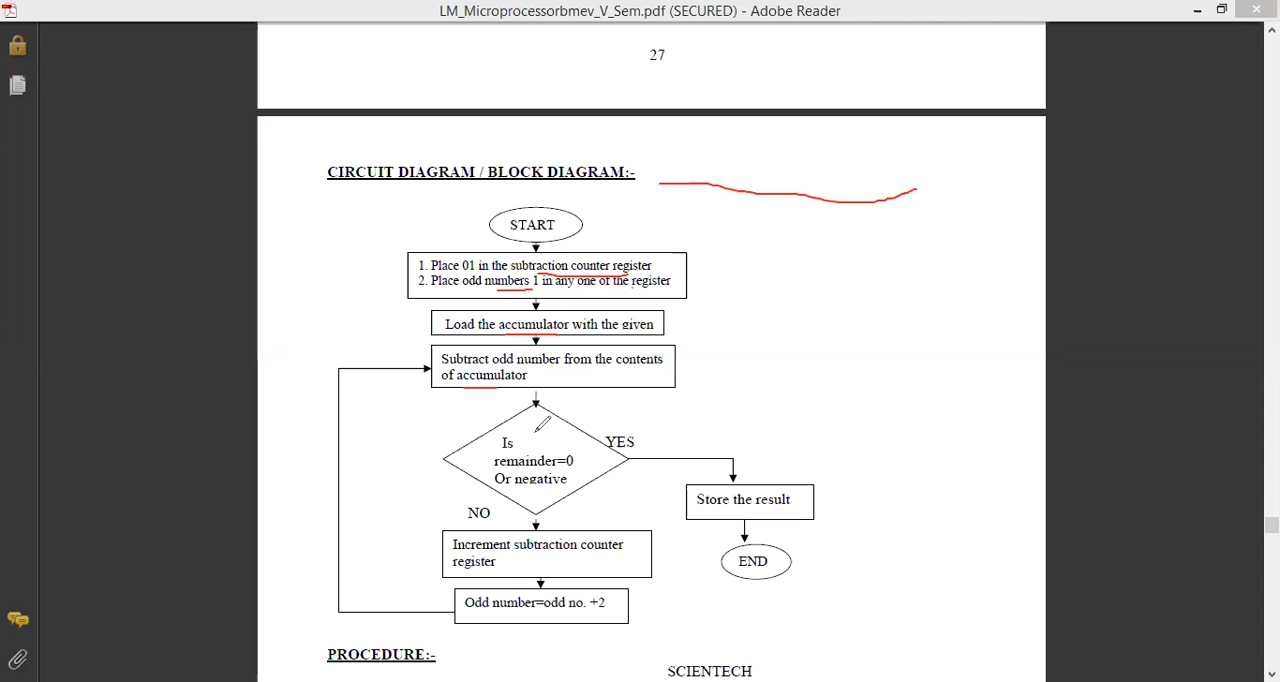 LM_Microprocessorbmev_V_Sem.pdf (SECURED) - Adobe Reader
27
CIRCUIT DIAGRAM / BLOCK DIAGRAM:-
START
1. Place 01 in the subtraction counter register
2. Place odd numbers 1 in any one of the register
Load the accumulator with the given
Subtract odd number from the contents
of accumulator
Is
remainder=0
Or negative
YES
NO
Store the result
Increment subtraction counter
register
END
Odd number=odd no. +2
PROCEDURE:-
SCIENTECH